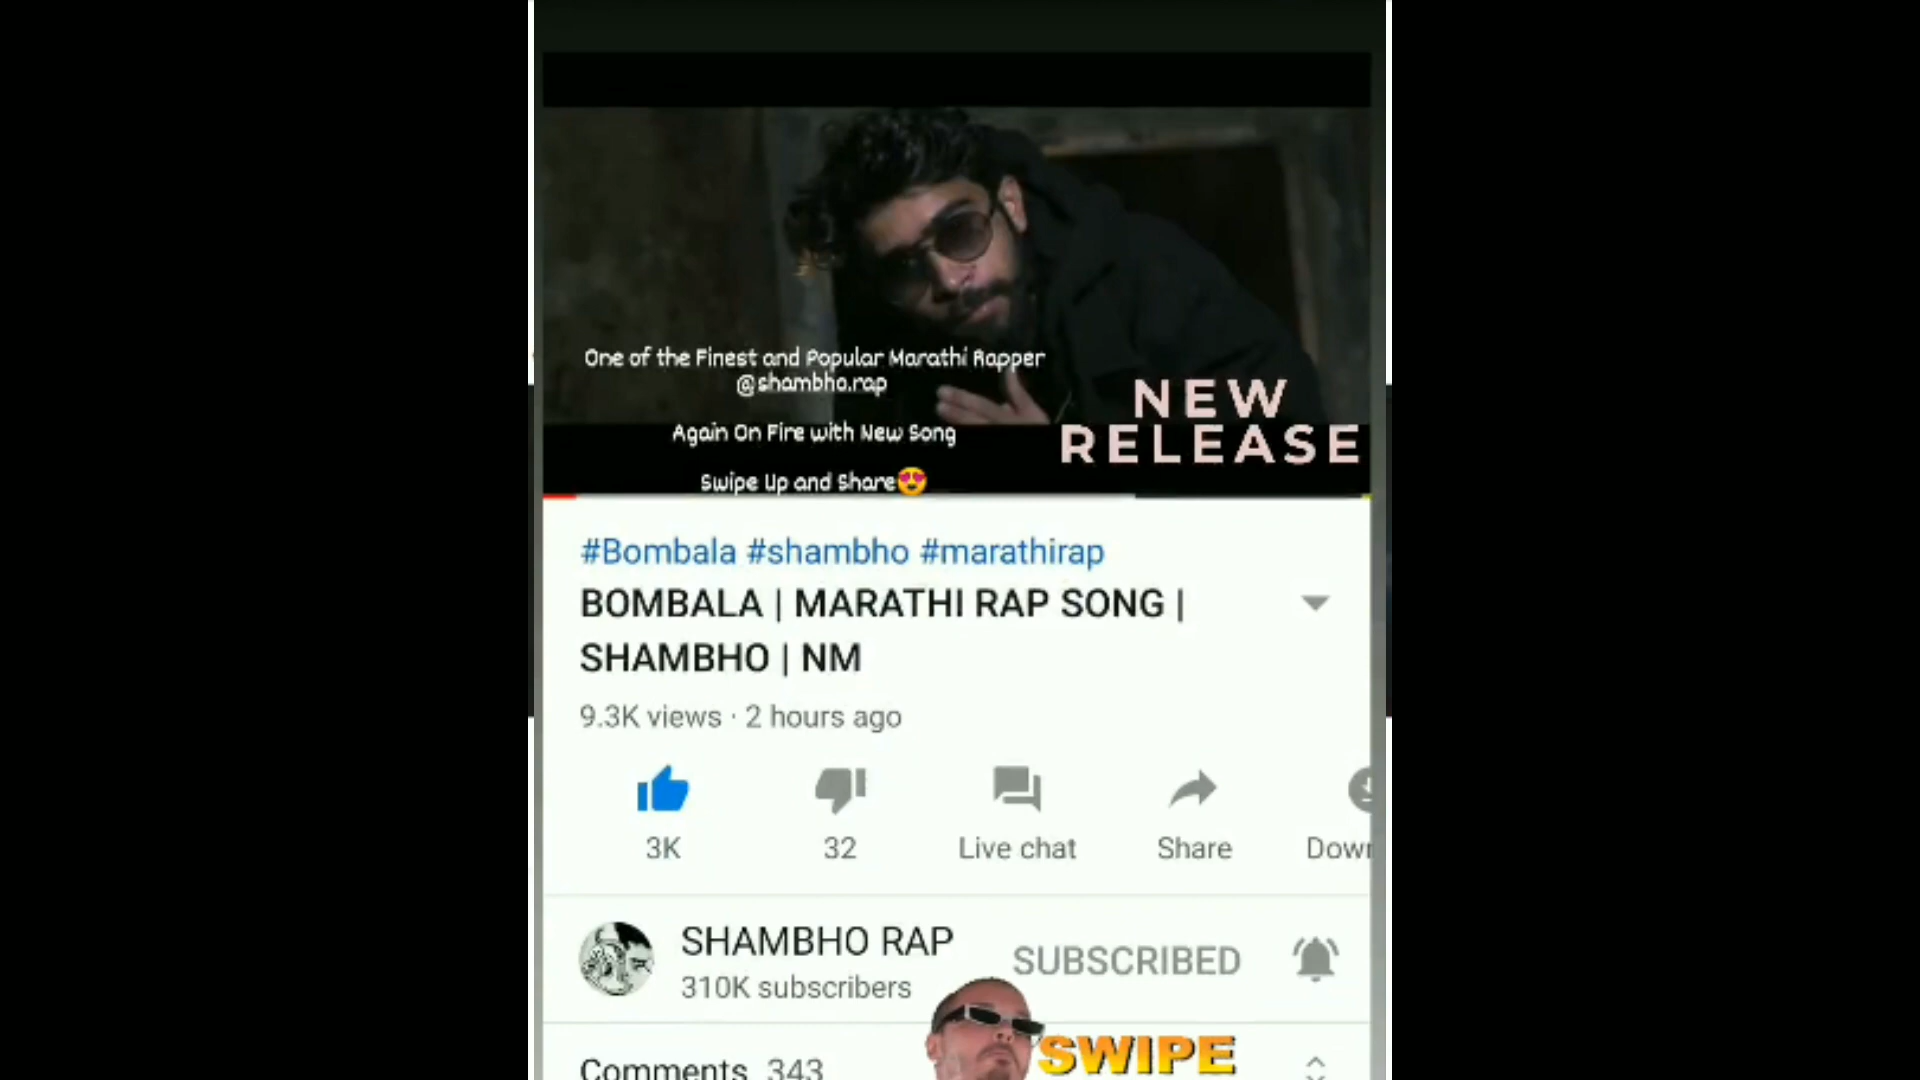 One of the Finest and Popular Marathi Rapper
@shambho.rap
Again On Fire with New Song
Swipe Up and Share😍
NEW
RELEASE
#Bombala #shambho #marathirap
BOMBALA | MARATHI RAP SONG |
SHAMBHO | NM
9.3K views · 2 hours ago
3K
32
Live chat
Share
Down
SHAMBHO RAP
310K subscribers
SUBSCRIBED
Comments 343
SWIPE